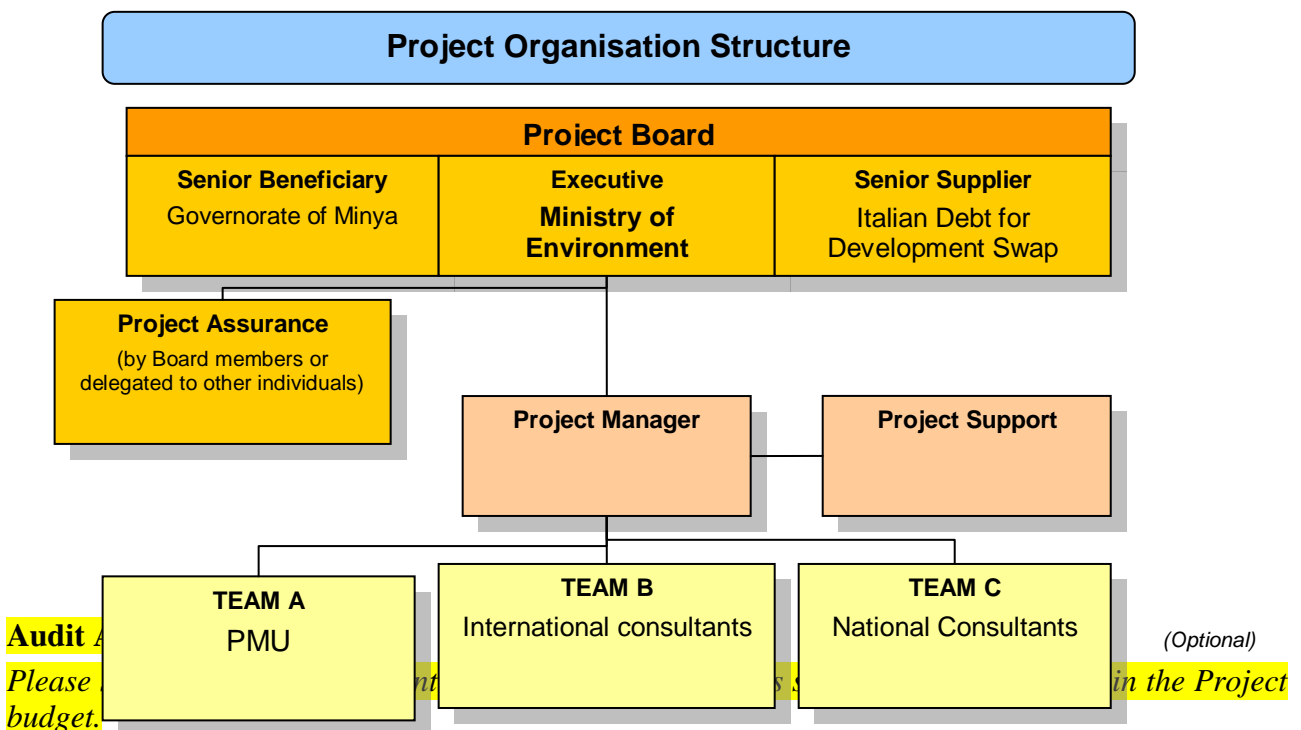 Project Organisation Structure
Project Board
Senior Beneficiary
Governorate of Minya
Executive
Ministry of
Environment
Senior Supplier
Italian Debt for
Development Swap
Project Assurance
(by Board members or
delegated to other individuals)
Project Manager
Project Support
TEAM A
PMU
TEAM B
International consultants
TEAM C
National Consultants
(Optional)
Audit
Please in the Project
budget.